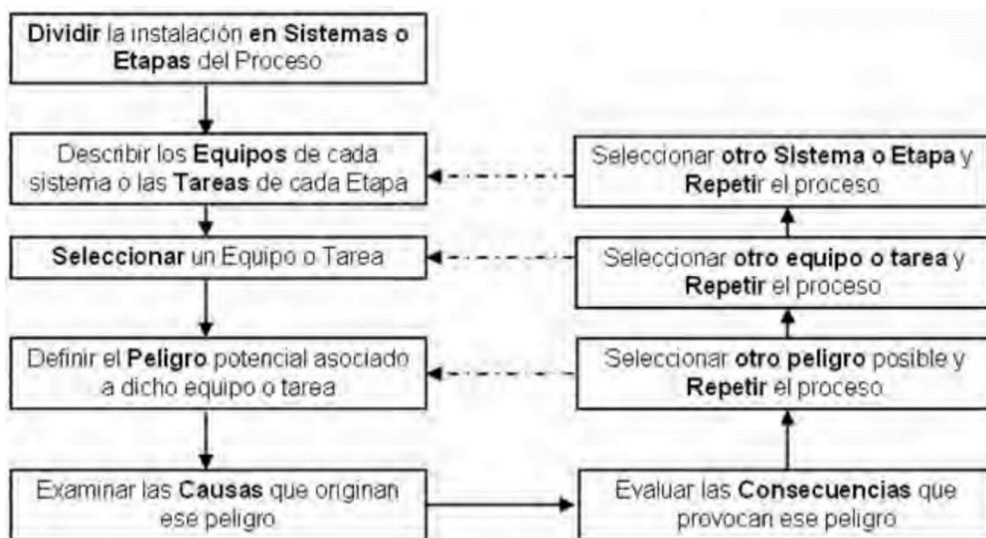 Dividir la instalación en Sistemas o
Etapas del Proceso
Describir los Equipos de cada
sistema o las Tareas de cada Etapa
Seleccionar un Equipo o Tarea
Definir el Peligro potencial asociado
a dicho equipo o tarea
Examinar las Causas que originan
ese peligro
Evaluar las Consecuencias que
provocan ese peligro
Seleccionar otro peligro posible y
Repetir el proceso
Seleccionar otro equipo o tarea y
Repetir el proceso
Seleccionar otro Sistema o Etapa y
Repetir el proceso